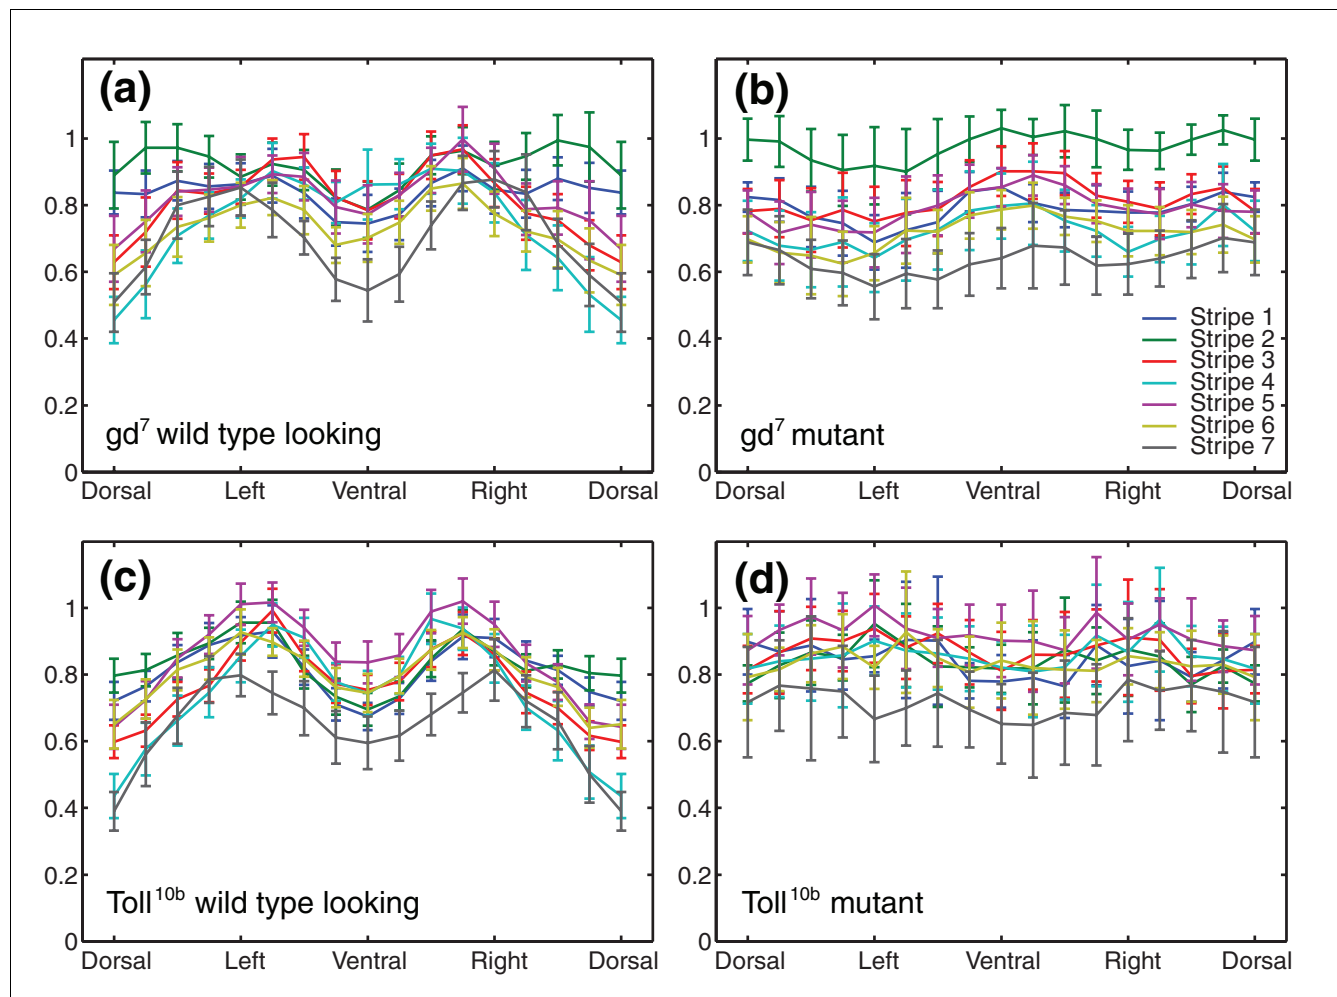 (a)
1
0.8
0.6
0.4
0.2
0
gd⁷ wild type looking
Dorsal Left Ventral Right Dorsal
(b)
1
0.8
0.6
0.4
0.2
0
Stripe 1
Stripe 2
Stripe 3
Stripe 4
Stripe 5
Stripe 6
Stripe 7
gd⁷ mutant
Dorsal Left Ventral Right Dorsal
(c)
1
0.8
0.6
0.4
0.2
0
Toll¹⁰ᵇ wild type looking
Dorsal Left Ventral Right Dorsal
(d)
1
0.8
0.6
0.4
0.2
0
Toll¹⁰ᵇ mutant
Dorsal Left Ventral Right Dorsal